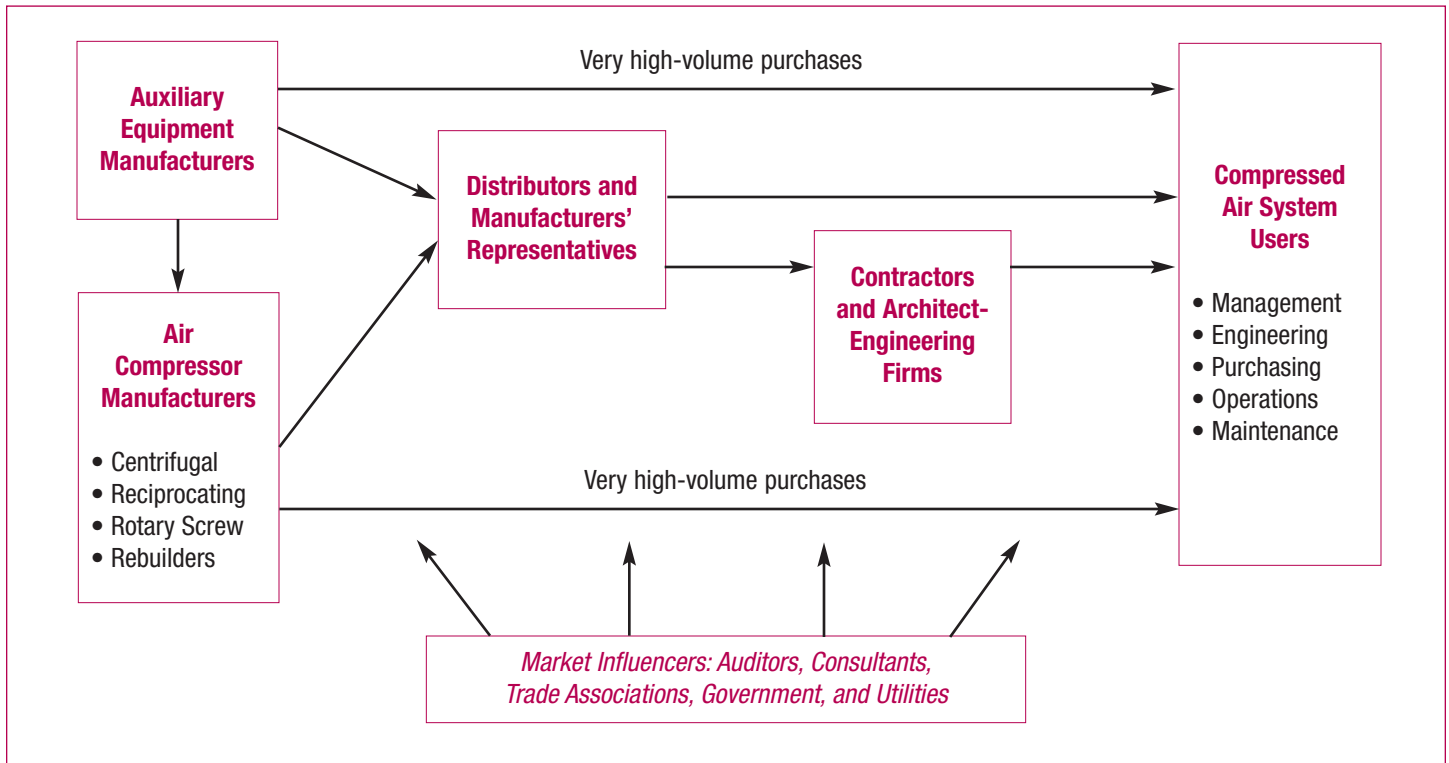 Very high-volume purchases
Auxiliary
Equipment
Manufacturers
Distributors and
Manufacturers’
Representatives
Contractors
and Architect-
Engineering
Firms
Compressed
Air System
Users
• Management
• Engineering
• Purchasing
• Operations
• Maintenance
Air
Compressor
Manufacturers
• Centrifugal
• Reciprocating
• Rotary Screw
• Rebuilders
Very high-volume purchases
Market Influencers: Auditors, Consultants,
Trade Associations, Government, and Utilities